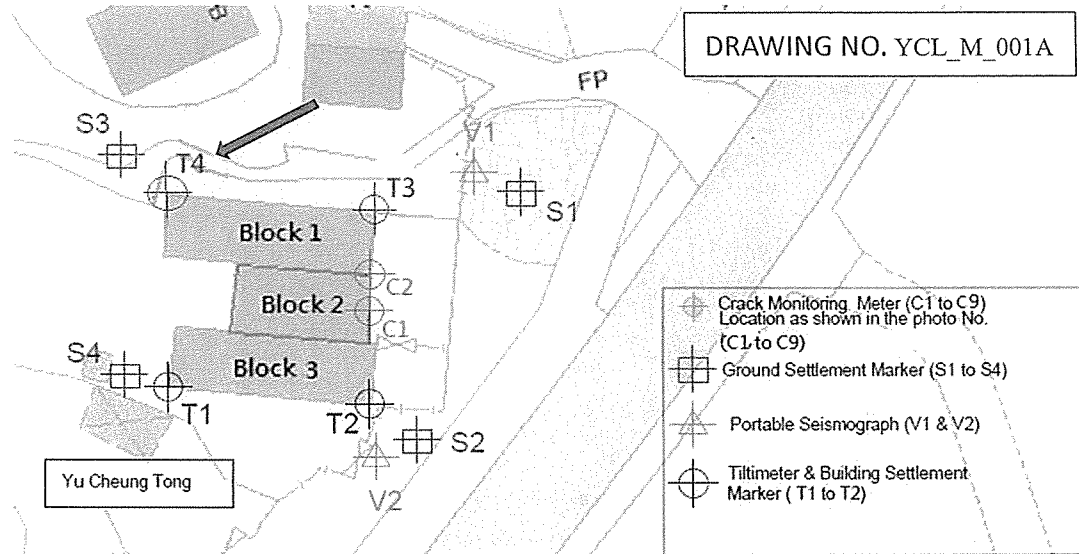 DRAWING NO. YCL_M_001A
FP
S3
V1
T4
T3
S1
Block 1
C2
Block 2
C1
S4
Block 3
T1
T2
S2
V2
Yu Cheung Tong
Crack Monitoring Meter (C1 to C9)
Location as shown in the photo No.
(C1 to C9)
Ground Settlement Marker (S1 to S4)
Portable Seismograph (V1 & V2)
Tiltimeter & Building Settlement
Marker ( T1 to T2)